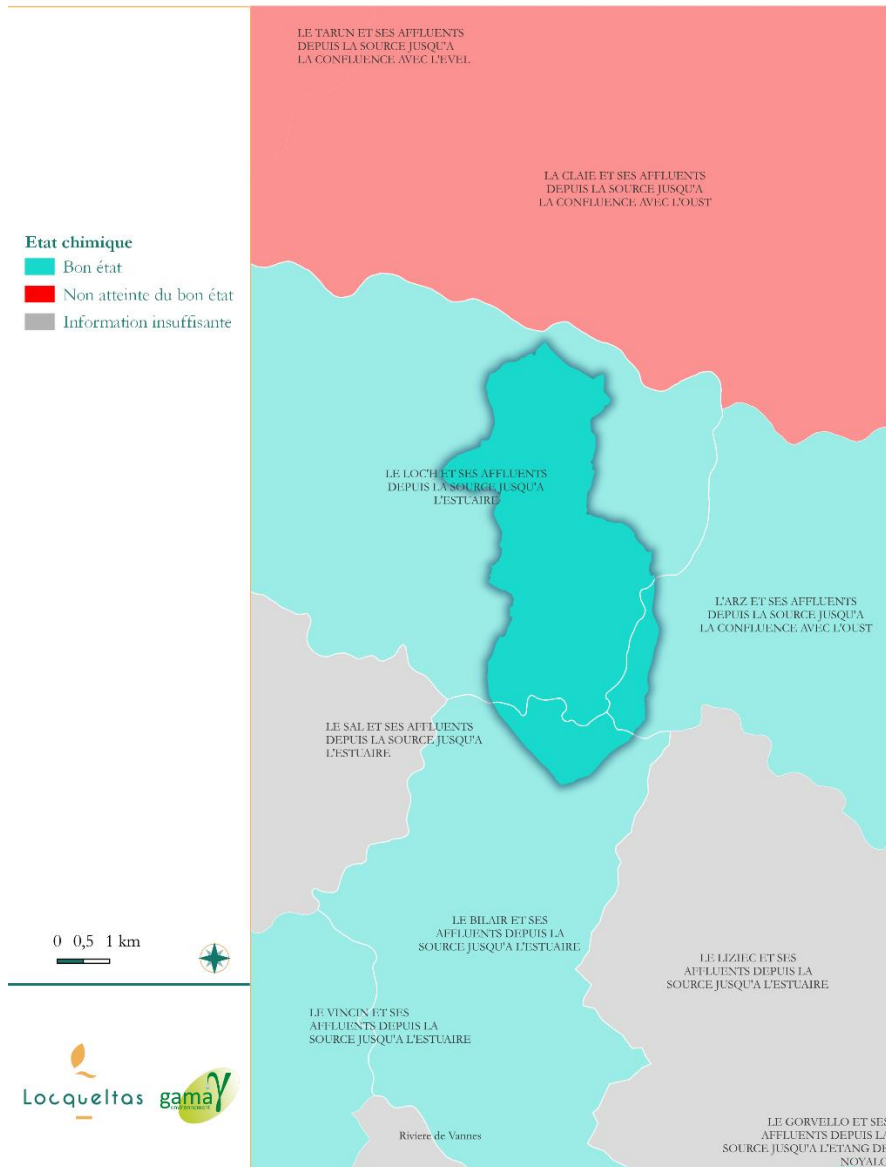 LE TARUN ET SES AFFLUENTS
DEPUIS LA SOURCE JUSQU'A
LA CONFLUENCE AVEC L'EVEL
LA CLAIE ET SES AFFLUENTS
DEPUIS LA SOURCE JUSQU'A
LA CONFLUENCE AVEC L'OUST
Etat chimique
Bon état
Non atteinte du bon état
Information insuffisante
LE LOC'H ET SES AFFLUENTS
DEPUIS LA SOURCE JUSQU'A
L'ESTUAIRE
L'ARZ ET SES AFFLUENTS
DEPUIS LA SOURCE JUSQU'A
LA CONFLUENCE AVEC L'OUST
LE SAL ET SES AFFLUENTS
DEPUIS LA SOURCE JUSQU'A
L'ESTUAIRE
LE BILAIR ET SES
AFFLUENTS DEPUIS LA
SOURCE JUSQU'A L'ESTUAIRE
0 0,5 1 km
LE LIZIEC ET SES
AFFLUENTS DEPUIS LA
SOURCE JUSQU'A L'ESTUAIRE
LE VINCIN ET SES
AFFLUENTS DEPUIS LA
SOURCE JUSQU'A L'ESTUAIRE
Locqueltas
gama
environnement
Riviere de Vannes
LE GORVELLO ET SES
AFFLUENTS DEPUIS LA
SOURCE JUSQU'A L'ETANG DE
NOYALO